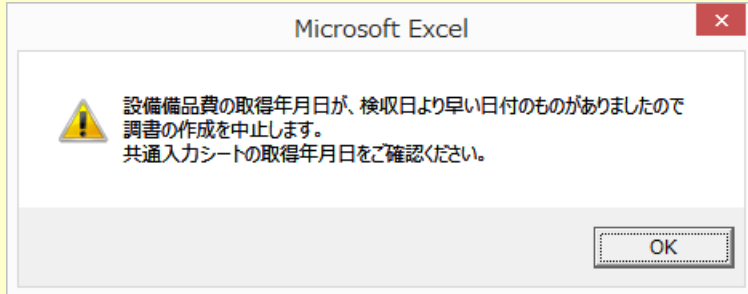 Microsoft Excel
設備備品費の取得年月日が、検収日より早い日付のものがありましたので
調書の作成を中止します。
共通入力シートの取得年月日をご確認ください。
OK